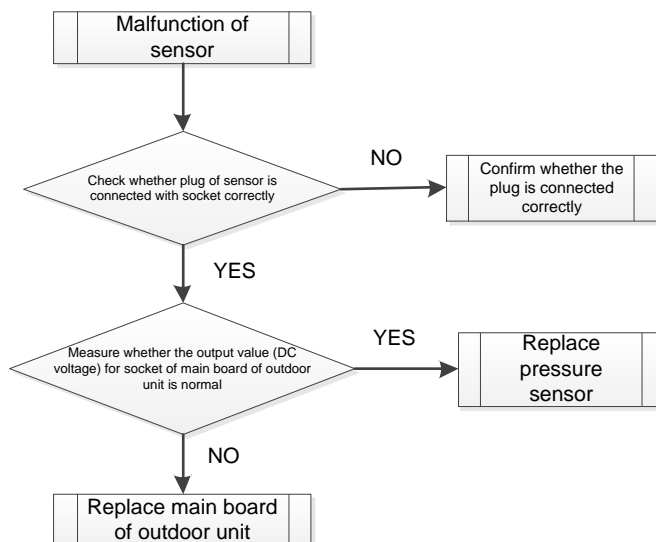 Malfunction of
sensor
Check whether plug of sensor is
connected with socket correctly
NO
Confirm whether the
plug is connected
correctly
YES
Measure whether the output value (DC
voltage) for socket of main board of outdoor
unit is normal
YES
Replace
pressure
sensor
NO
Replace main board
of outdoor unit